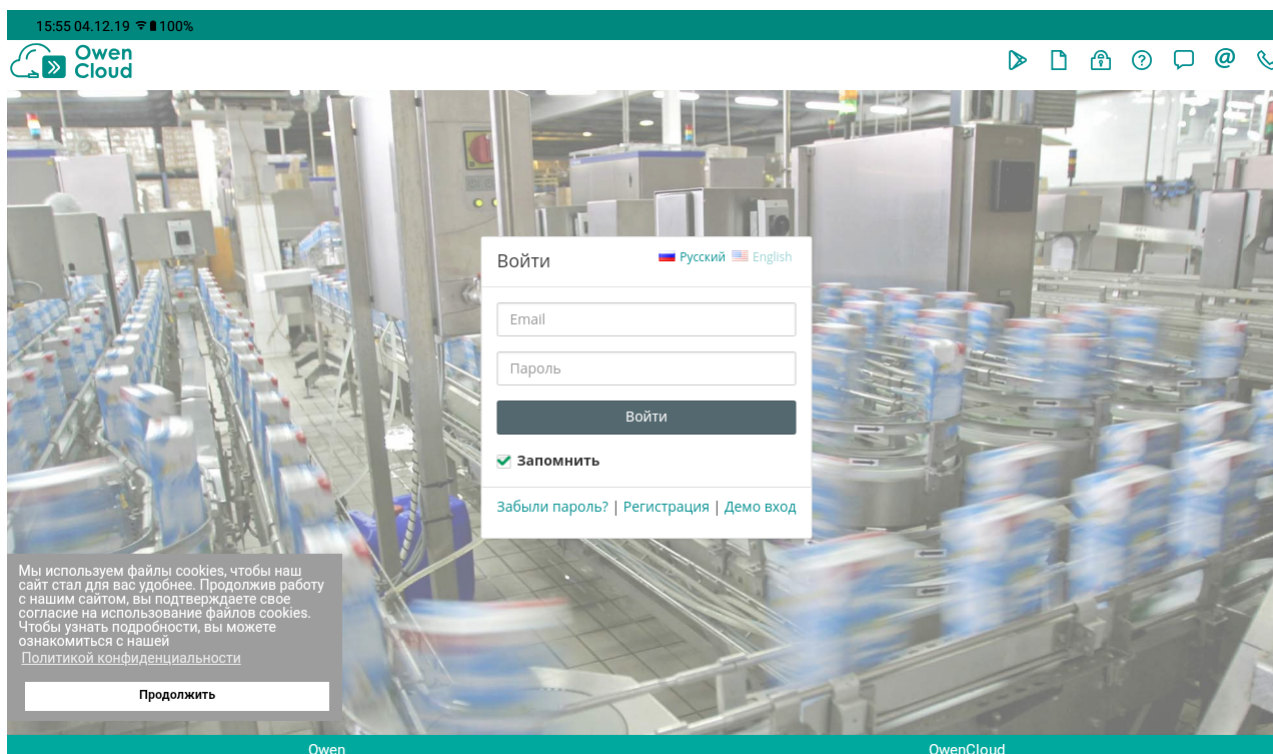 15:55 04.12.19 100%
Owen
Cloud
Войти
Русский English
Email
Пароль
Войти
Запомнить
Забыли пароль? | Регистрация | Демо вход
Мы используем файлы cookies, чтобы наш
сайт стал для вас удобнее. Продолжив работу
с нашим сайтом, вы подтверждаете свое
согласие на использование файлов cookies.
Чтобы узнать подробности, вы можете
ознакомиться с нашей
Политикой конфиденциальности
Продолжить
Owen OwenCloud